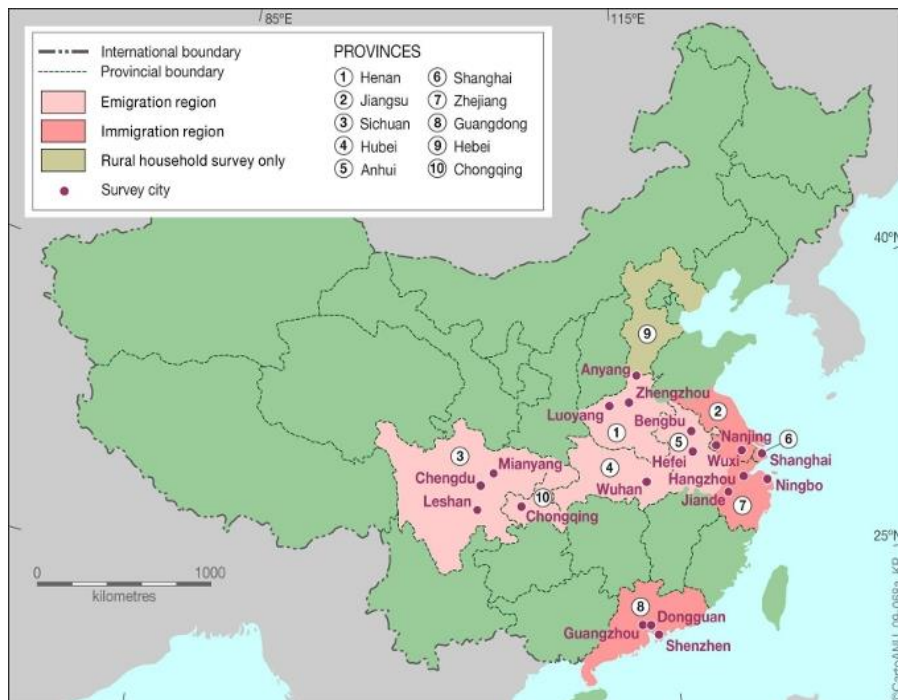 85°E
115°E
International boundary
Provincial boundary
Emigration region
Immigration region
Rural household survey only
Survey city
PROVINCES
1 Henan
2 Jiangsu
3 Sichuan
4 Hubei
5 Anhui
6 Shanghai
7 Zhejiang
8 Guangdong
9 Hebei
10 Chongqing
40°N
9
Anyang
Zhengzhou
Luoyang
2
Bengbu
1
Nanjing
6
5
3
Mianyang
4
Hefei
Wuxi
Shanghai
Chengdu
Hangzhou
Ningbo
10
Wuhan
Leshan
Jiande
Chongqing
7
25°N
0 1000
kilometres
8
Dongguan
Guangzhou
Shenzhen